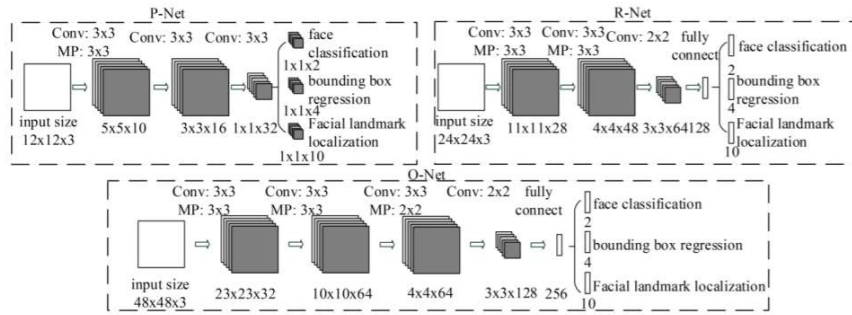 P-Net
Conv: 3x3 Conv: 3x3 Conv: 3x3
MP: 3x3
face
classification
1x1x2
bounding box
regression
1x1x4
Facial landmark
localization
1x1x10
input size
12x12x3
5x5x10
3x3x16
1x1x32
R-Net
Conv: 3x3 Conv: 3x3 Conv: 2x2 fully
MP: 3x3 MP: 3x3 connect
face classification
2
bounding box
regression
4
Facial landmark
localization
10
input size
24x24x3
11x11x28
4x4x48
3x3x64
128
O-Net
Conv: 3x3 Conv: 3x3 Conv: 3x3 Conv: 2x2 fully
MP: 3x3 MP: 3x3 MP: 2x2 connect
face classification
2
bounding box regression
4
Facial landmark localization
10
input size
48x48x3
23x23x32
10x10x64
4x4x64
3x3x128
256